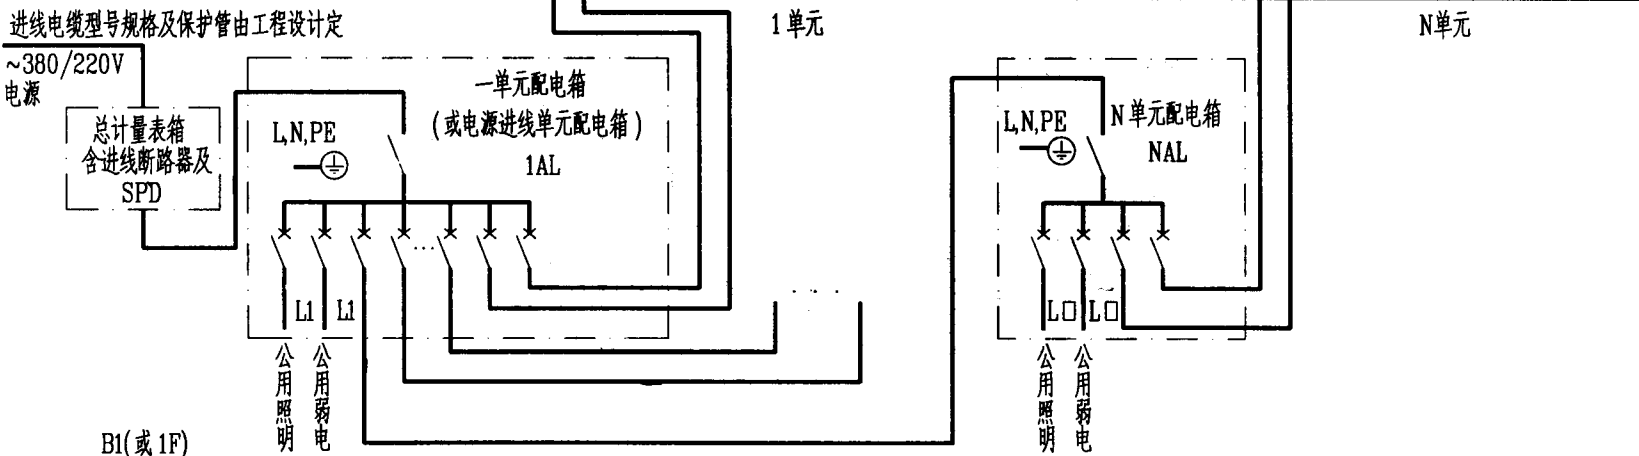 进线电缆型号规格及保护管由工程设计定
~380/220V
电源
总计量表箱
含进线断路器及
SPD
L,N,PE
一单元配电箱
(或电源进线单元配电箱)
1AL
...
L1
L1
公用照明
公用弱电
B1(或1F)
1单元
...
L,N,PE
N单元配电箱
NAL
L□
L□
公用照明
公用弱电
N单元